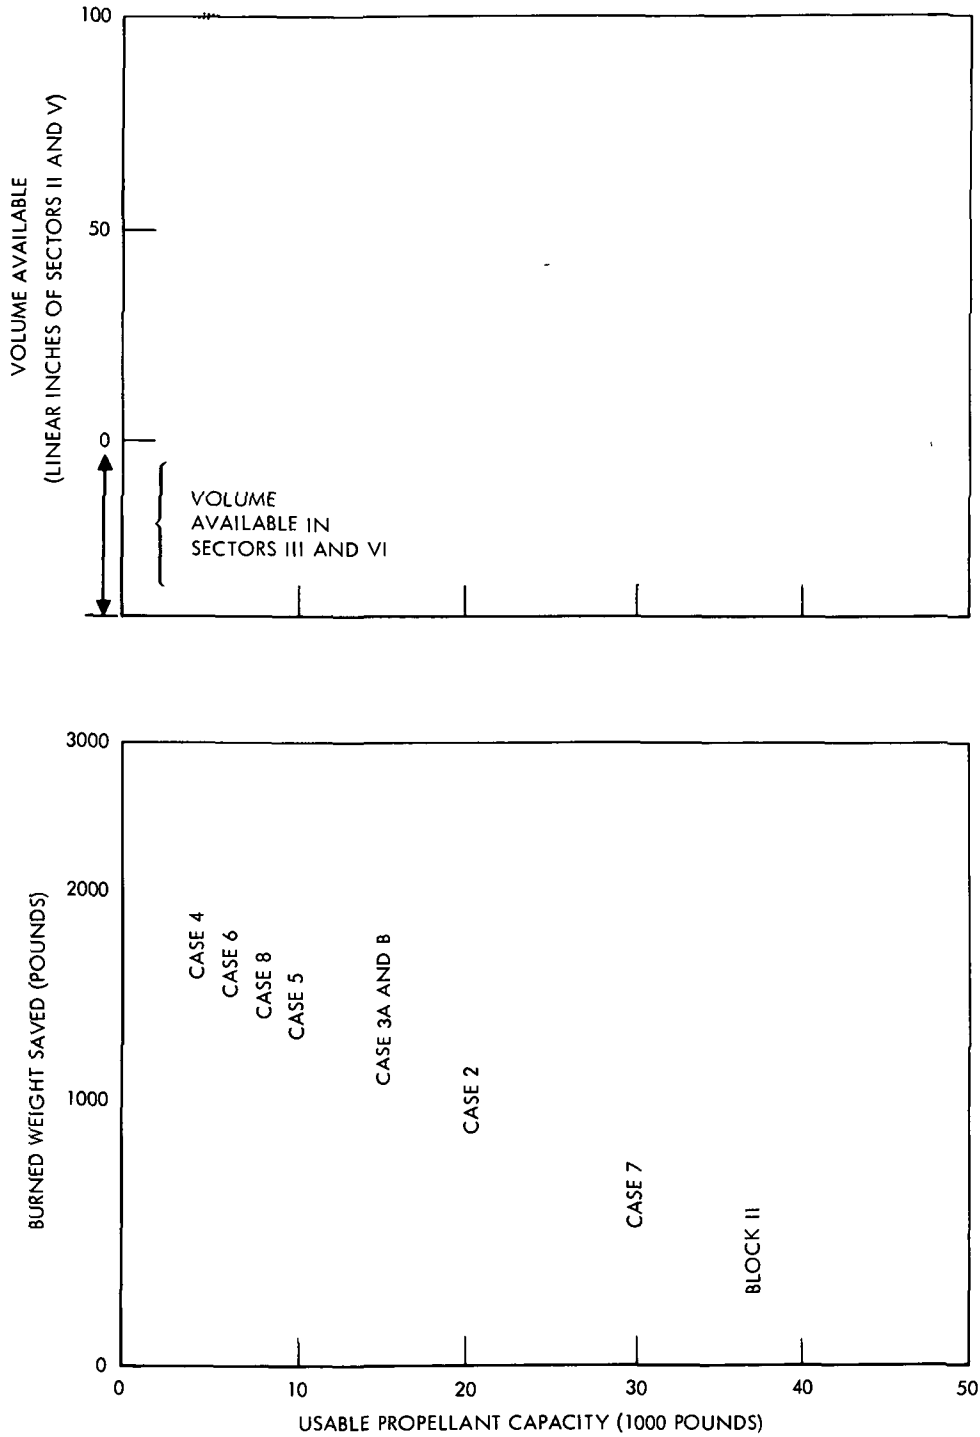 100
VOLUME AVAILABLE
(LINEAR INCHES OF SECTORS II AND V)
50
0
VOLUME
AVAILABLE IN
SECTORS III AND VI
3000
BURNED WEIGHT SAVED (POUNDS)
2000
CASE 4
CASE 6
CASE 8
CASE 5
CASE 3A AND B
1000
CASE 2
CASE 7
BLOCK II
0
0 10 20 30 40 50
USABLE PROPELLANT CAPACITY (1000 POUNDS)